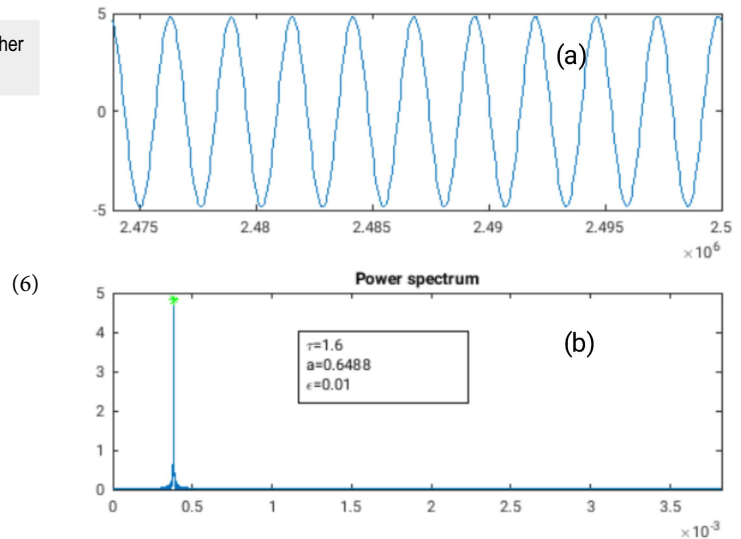 her
5
(a)
0
-5
2.475 2.48 2.485 2.49 2.495 2.5
×10⁶
(6)
Power spectrum
5
4
3
2
1
0
τ=1.6
a=0.6488
ϵ=0.01
(b)
0 0.5 1 1.5 2 2.5 3 3.5
×10⁻³